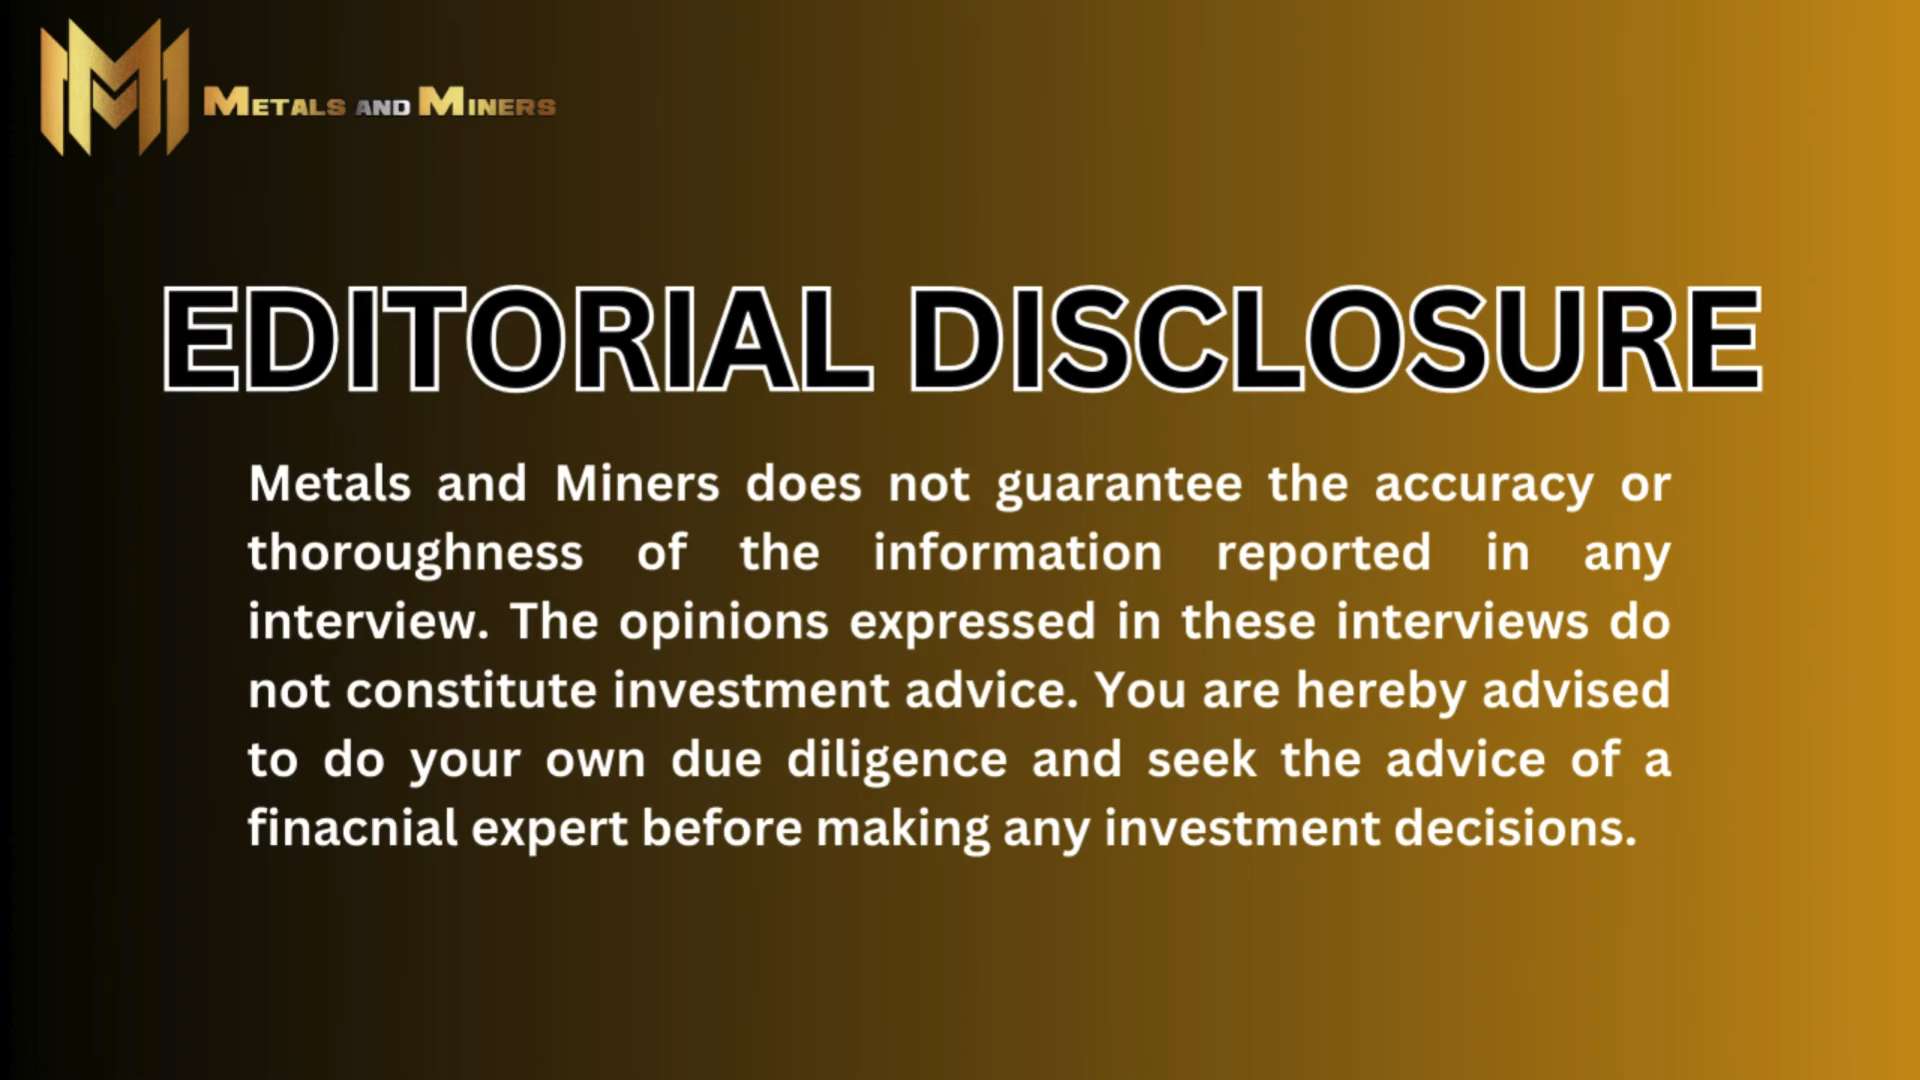 METALS AND MINERS
EDITORIAL DISCLOSURE
Metals and Miners does not guarantee the accuracy or
thoroughness of the information reported in any
interview. The opinions expressed in these interviews do
not constitute investment advice. You are hereby advised
to do your own due diligence and seek the advice of a
finacnial expert before making any investment decisions.